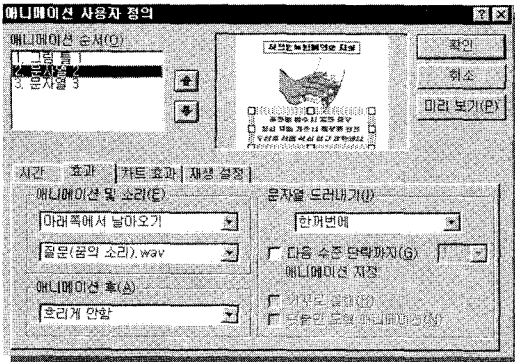 애니메이션 사용자 정의
애니메이션 순서(O)
1. 그림 틀 1
2. 문자열 2
3. 문자열 3
확인
취소
미리 보기(P)
시간
효과
차트 효과
재생 설정
애니메이션 및 소리(E)
아래쪽에서 날아오기
질문(꿈의 소리).wav
애니메이션 후(A)
흐리게 안함
문자열 드러내기(I)
한꺼번에
다음 수준 단락까지(G)
애니메이션 지정